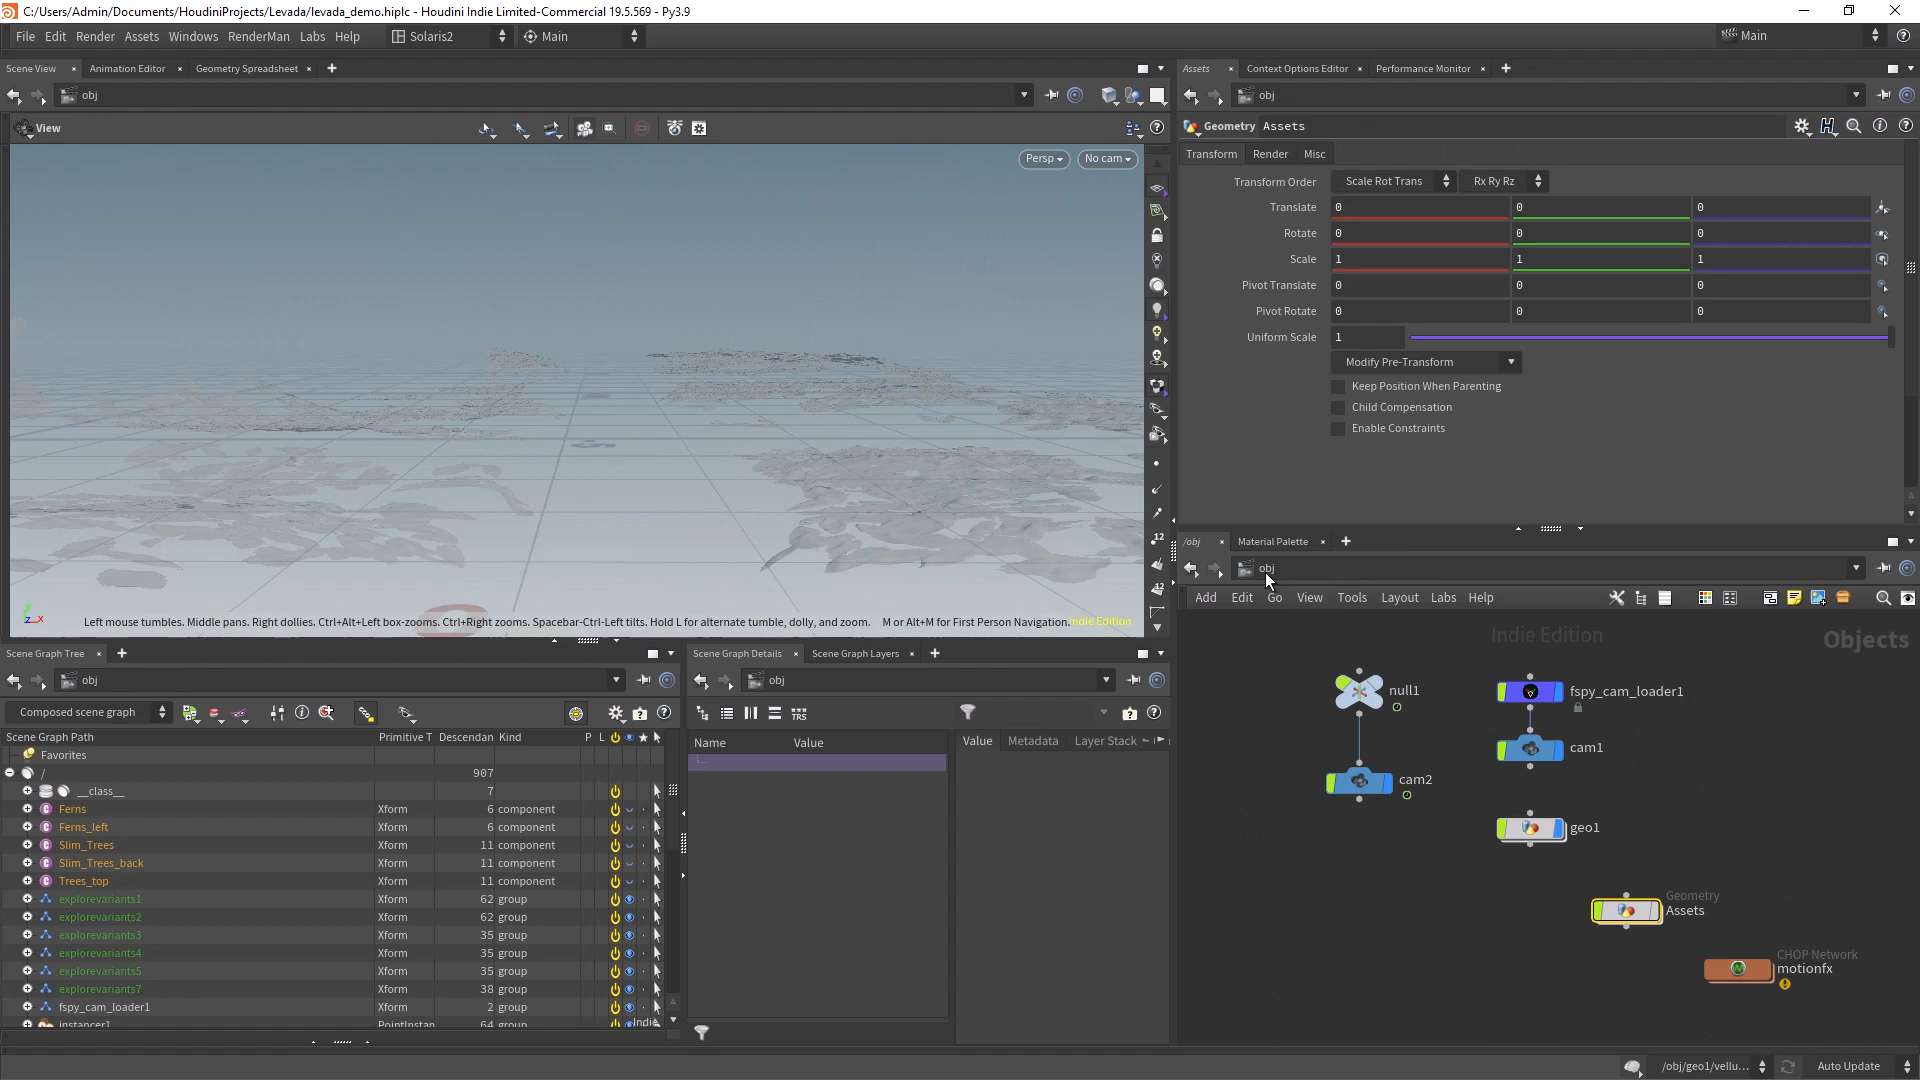 C:/Users/Admin/Documents/HoudiniProjects/Levada/levada_demo.hiplc - Houdini Indie Limited-Commercial 19.5.569 - Py3.9
File Edit Render Assets Windows RenderMan Labs Help Solaris2 Main Main
Scene View Animation Editor Geometry Spreadsheet
obj
View
Persp No cam
Left mouse tumbles. Middle pans. Right dollies. Ctrl+Alt+Left box-zooms. Ctrl+Right zooms. Spacebar-Ctrl-Left tilts. Hold L for alternate tumble, dolly, and zoom. M or Alt+M for First Person Navigation. Indie Edition
12
12
Assets Context Options Editor Performance Monitor
obj
Geometry Assets
Transform Render Misc
Transform Order Scale Rot Trans Rx Ry Rz
Translate 0 0 0
Rotate 0 0 0
Scale 1 1 1
Pivot Translate 0 0 0
Pivot Rotate 0 0 0
Uniform Scale 1
Modify Pre-Transform
Keep Position When Parenting
Child Compensation
Enable Constraints
/obj Material Palette
obj
Add Edit Go View Tools Layout Labs Help
Indie Edition Objects
null1
cam2
fspy_cam_loader1
cam1
geo1
Geometry
Assets
CHOP Network
motionfx
Scene Graph Tree
obj
Composed scene graph
Scene Graph Path Primitive T Descendan Kind P L
Favorites
/ 907
__class__ 7
Ferns Xform 6 component
Ferns_left Xform 6 component
Slim_Trees Xform 11 component
Slim_Trees_back Xform 11 component
Trees_top Xform 11 component
explorevariants1 Xform 62 group
explorevariants2 Xform 62 group
explorevariants3 Xform 35 group
explorevariants4 Xform 35 group
explorevariants5 Xform 35 group
explorevariants7 Xform 38 group
fspy_cam_loader1 Xform 2 group
instancer1 PointInstan 64 group
Scene Graph Details Scene Graph Layers
obj
TRS
Name Value
Value Metadata Layer Stack
/obj/geo1/vellu... Auto Update